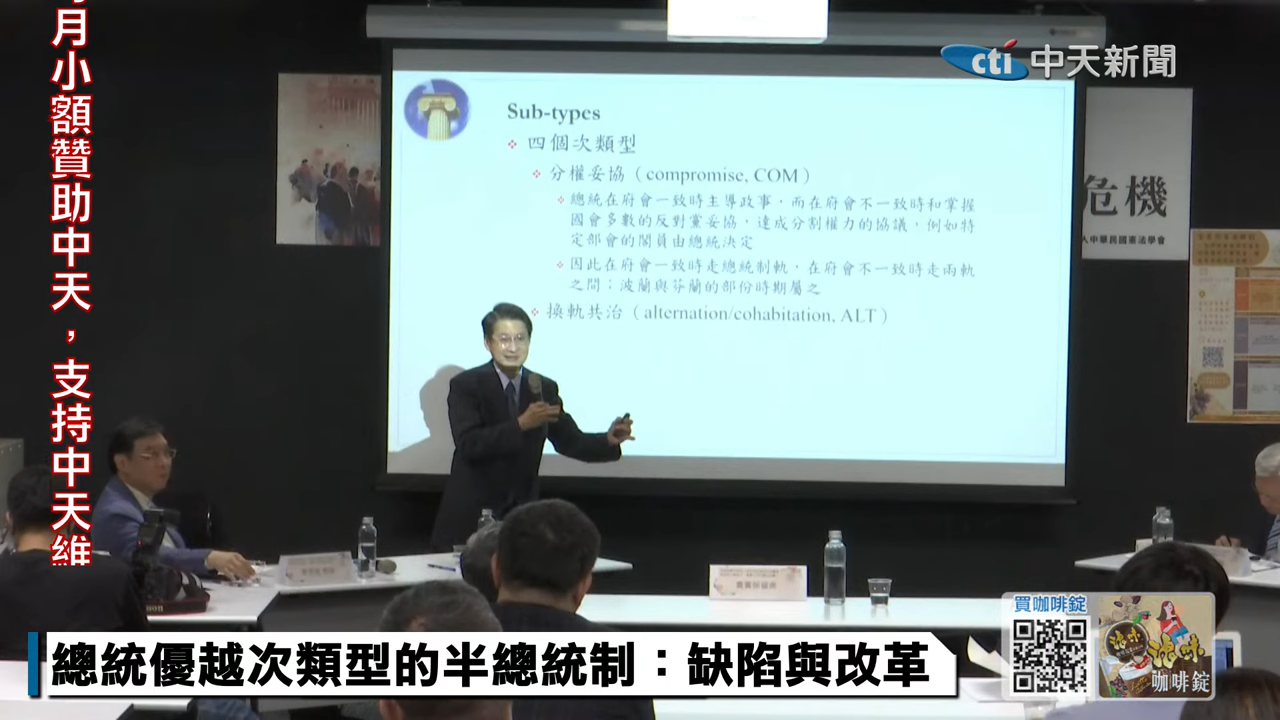 月小額贊助中天，支持中天維
cti 中天新聞
Sub-types
四個次類型
分權妥協（compromise, COM）
總統在府會一致時主導政事，而在府會不一致時和掌握
國會多數的反對黨妥協，達成分割權力的協議，例如特
定部會的閣員由總統決定
因此在府會一致時走總統制軌，在府會不一致時走兩軌
之間；波蘭與芬蘭的部份時期屬之
換軌共治（alternation/cohabitation, ALT）
危機
人中華民國憲法學會
買咖啡錠
咖啡錠
總統優越次類型的半總統制：缺陷與改革